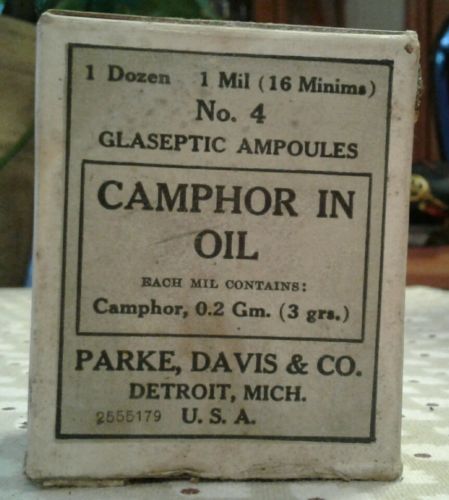 1 Dozen 1 Mil (16 Minims)
No. 4
GLASEPTIC AMPOULES
CAMPHOR IN
OIL
EACH MIL CONTAINS:
Camphor, 0.2 Gm. (3 grs.)
PARKE, DAVIS & CO.
DETROIT, MICH.
2555179 U. S. A.